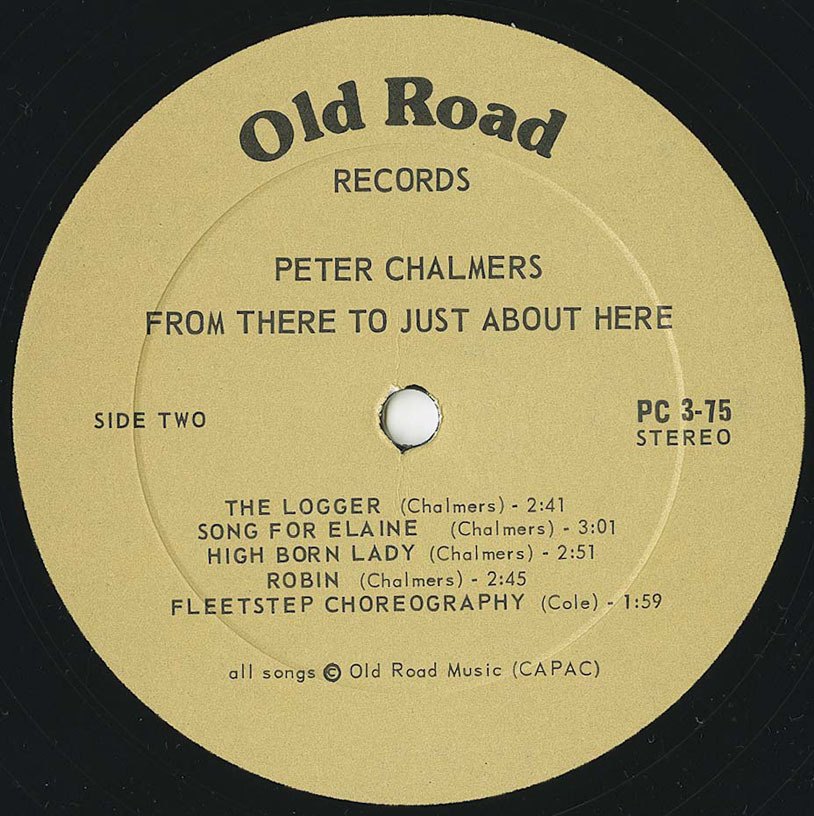 Old Road
RECORDS
PETER CHALMERS
FROM THERE TO JUST ABOUT HERE
SIDE TWO
PC 3-75
STEREO
THE LOGGER (Chalmers) - 2:41
SONG FOR ELAINE (Chalmers) - 3:01
HIGH BORN LADY (Chalmers) - 2:51
ROBIN (Chalmers) - 2:45
FLEETSTEP CHOREOGRAPHY (Cole) - 1:59
all songs © Old Road Music (CAPAC)